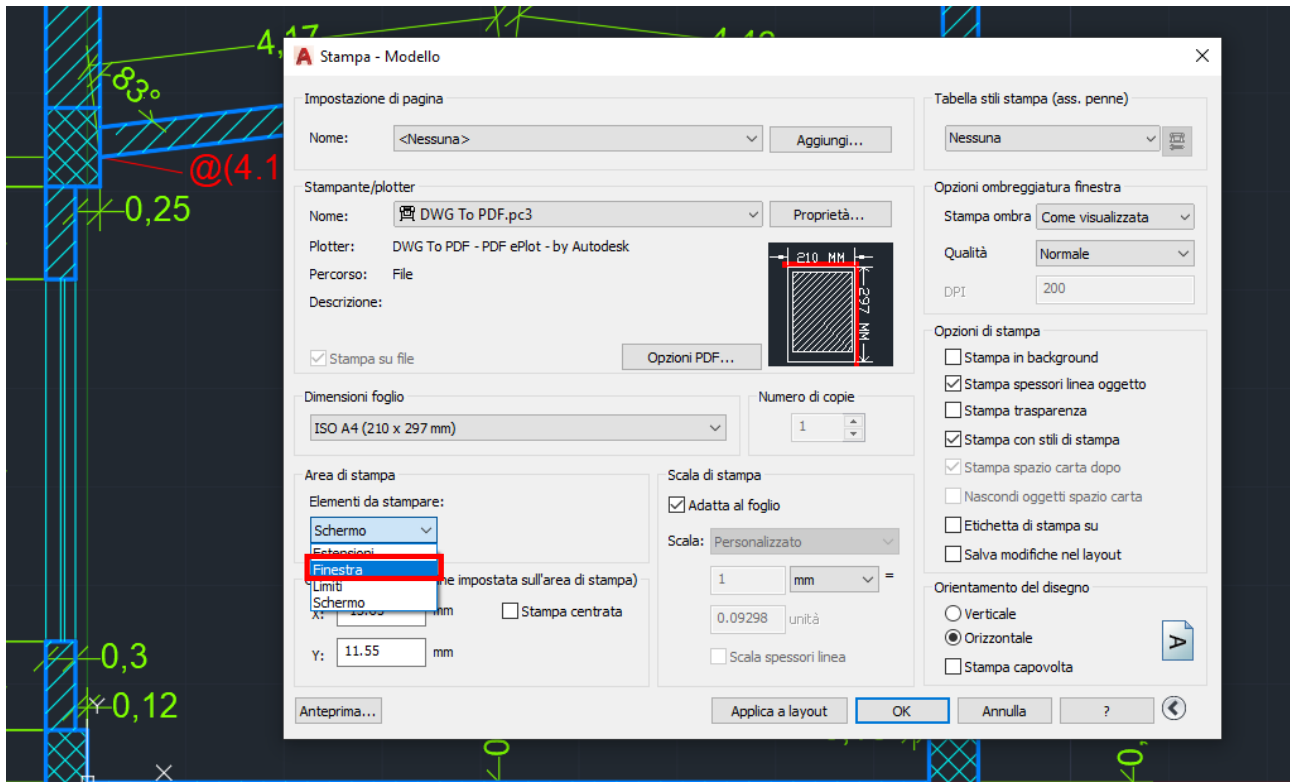 4,17
83°
@(4.1
0,25
0,3
0,12
Stampa - Modello
Impostazione di pagina
Nome: <Nessuna> Aggiungi...
Stampante/plotter
Nome: DWG To PDF.pc3 Proprietà...
Plotter: DWG To PDF - PDF ePlot - by Autodesk
Percorso: File
Descrizione:
210 MM
297 MM
Stampa su file Opzioni PDF...
Dimensioni foglio
ISO A4 (210 x 297 mm)
Numero di copie
1
Area di stampa
Elementi da stampare:
Schermo
Estensioni
Finestra
Limiti
Schermo
ne impostata sull'area di stampa)
X: mm Stampa centrata
Y: 11.55 mm
Scala di stampa
Adatta al foglio
Scala: Personalizzato
1 mm =
0.09298 unità
Scala spessori linea
Tabella stili stampa (ass. penne)
Nessuna
Opzioni ombreggiatura finestra
Stampa ombra Come visualizzata
Qualità Normale
DPI 200
Opzioni di stampa
Stampa in background
Stampa spessori linea oggetto
Stampa trasparenza
Stampa con stili di stampa
Stampa spazio carta dopo
Nascondi oggetti spazio carta
Etichetta di stampa su
Salva modifiche nel layout
Orientamento del disegno
Verticale
Orizzontale
Stampa capovolta
A
Anteprima... Applica a layout OK Annulla ?
Y
X